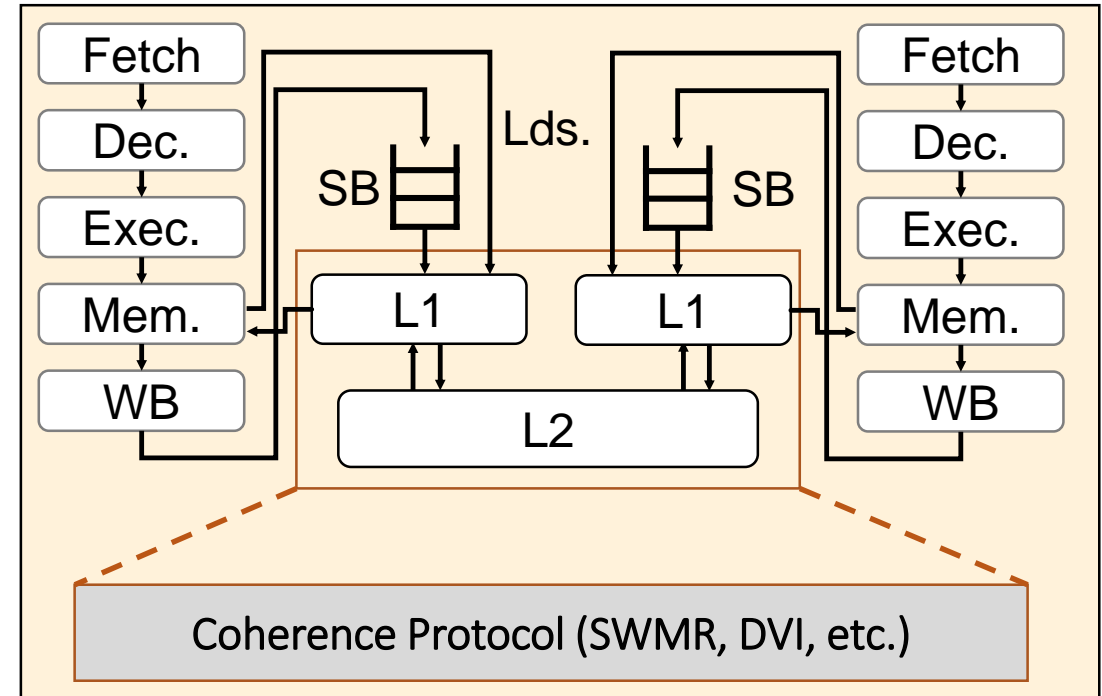 Fetch
Dec.
Exec.
Mem.
WB
SB
Lds.
SB
L1
L1
L2
Fetch
Dec.
Exec.
Mem.
WB
Coherence Protocol (SWMR, DVI, etc.)